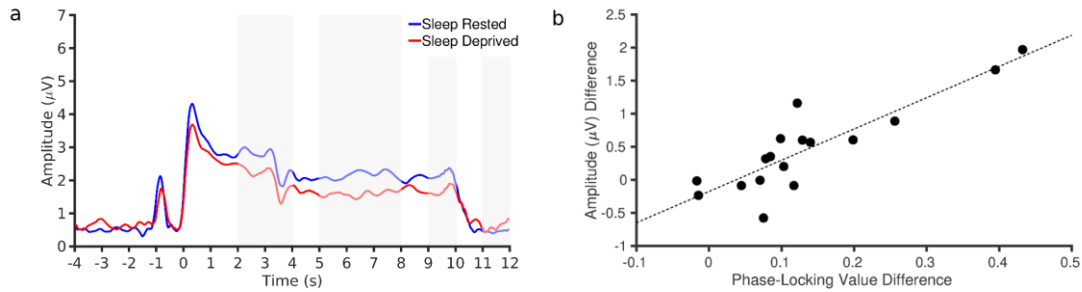 a
7
6
5
4
3
2
1
0
Amplitude (μV)
Sleep Rested
Sleep Deprived
-4 -3 -2 -1 0 1 2 3 4 5 6 7 8 9 10 11 12
Time (s)
b
2.5
2
1.5
1
0.5
0
-0.5
-1
Amplitude (μV) Difference
-0.1 0 0.1 0.2 0.3 0.4 0.5
Phase-Locking Value Difference